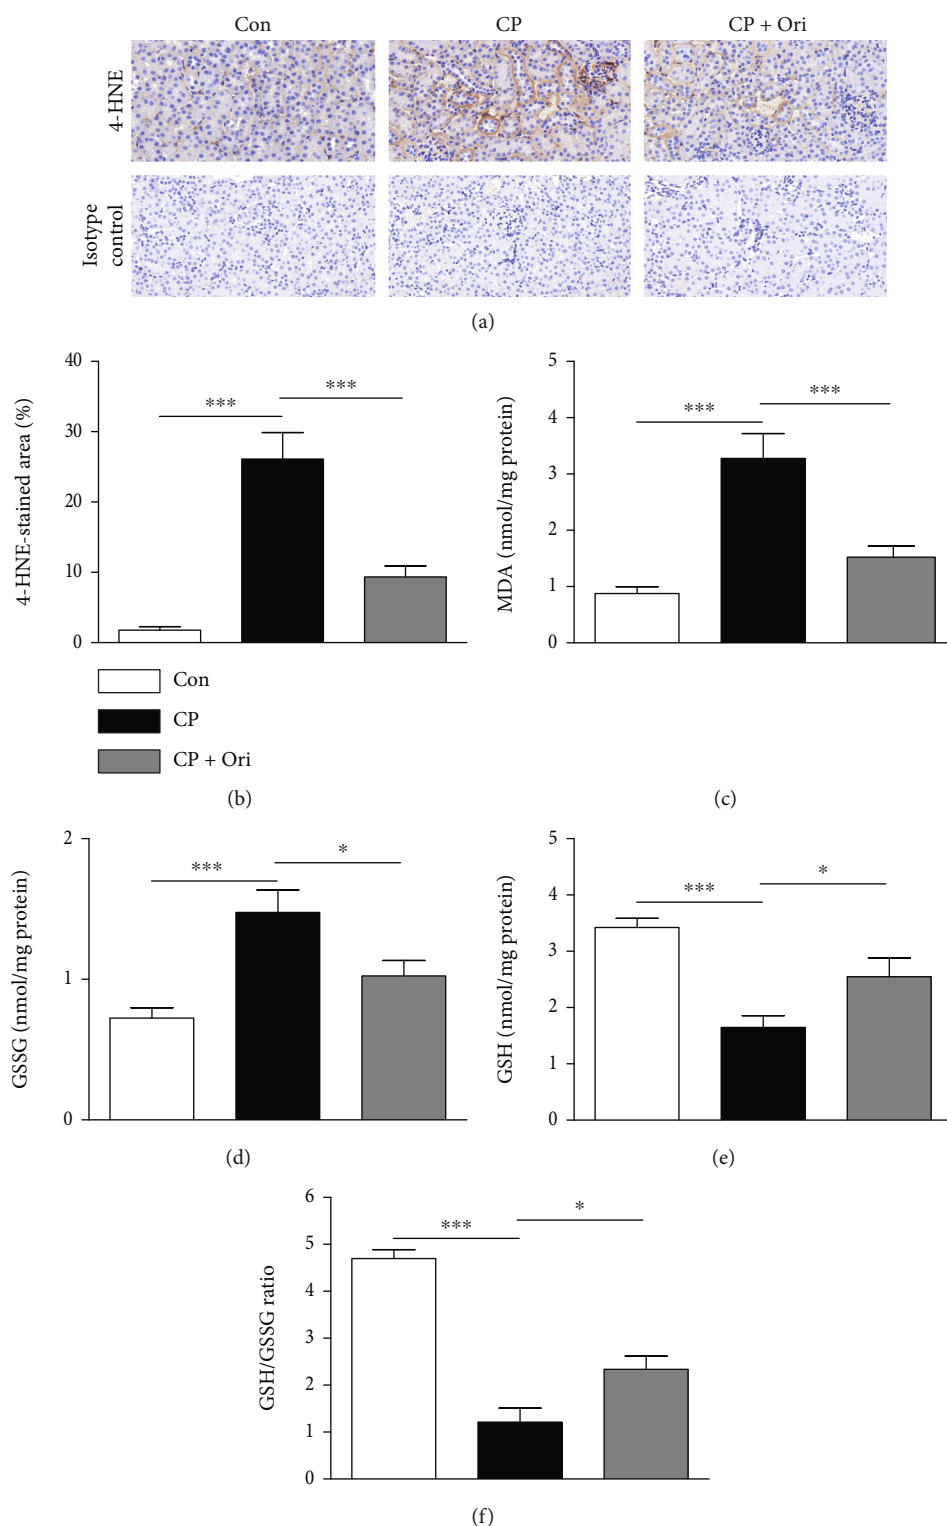 Con CP CP + Ori
4-HNE
Isotype
control
(a)
40
30
20
10
0
4-HNE-stained area (%)
*** ***
Con
CP
CP + Ori
(b)
5
4
3
2
1
0
MDA (nmol/mg protein)
*** ***
(c)
2
1
0
GSSG (nmol/mg protein)
*** *
(d)
5
4
3
2
1
0
GSH (nmol/mg protein)
*** *
(e)
6
5
4
3
2
1
0
GSH/GSSG ratio
*** *
(f)